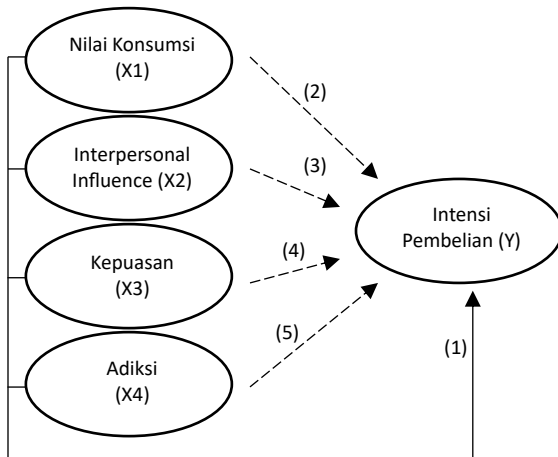 Nilai Konsumsi
(X1)
(2)
Interpersonal
Influence (X2)
(3)
Intensi
Pembelian (Y)
Kepuasan
(X3)
(4)
(5)
(1)
Adiksi
(X4)